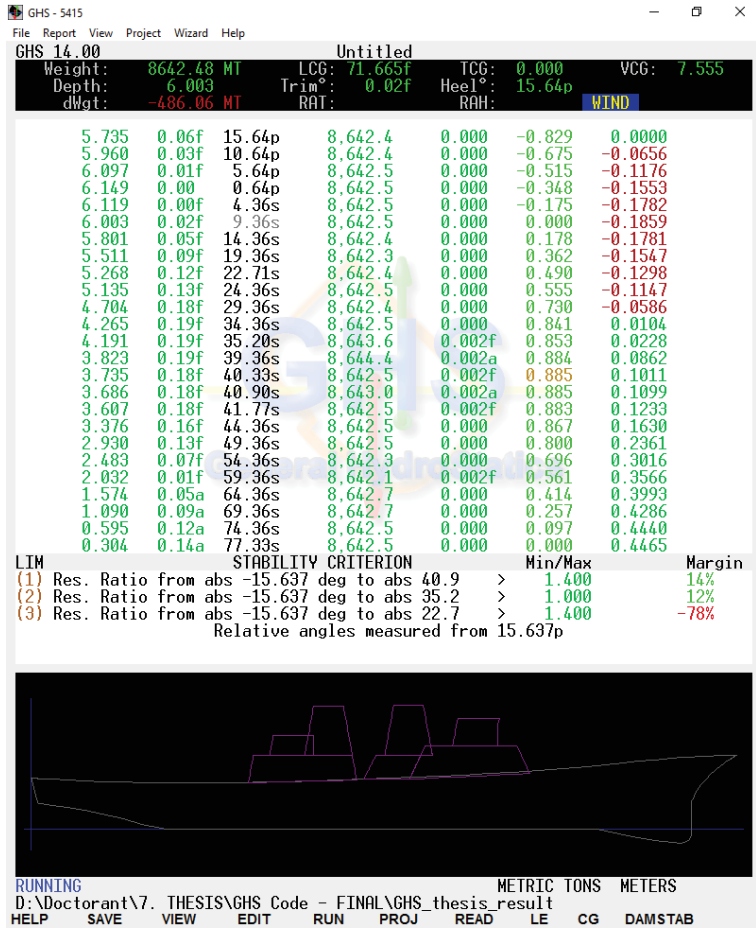 GHS - 5415
File Report View Project Wizard Help
GHS 14.00 Untitled
Weight: 8642.48 MT LCG: 71.665f TCG: 0.000 VCG: 7.555
Depth: 6.003 Trim°: 0.02f Heel°: 15.64p
dWgt: -486.06 MT RAT: RAH: WIND
5.735 0.06f 15.64p 8,642.4 0.000 -0.829 0.0000
5.960 0.03f 10.64p 8,642.4 0.000 -0.675 -0.0656
6.097 0.01f 5.64p 8,642.5 0.000 -0.515 -0.1176
6.149 0.00 0.64p 8,642.5 0.000 -0.348 -0.1553
6.119 0.00f 4.36s 8,642.5 0.000 -0.175 -0.1782
6.003 0.02f 9.36s 8,642.5 0.000 0.000 -0.1859
5.801 0.05f 14.36s 8,642.4 0.000 0.178 -0.1781
5.511 0.09f 19.36s 8,642.3 0.000 0.362 -0.1547
5.268 0.12f 22.71s 8,642.4 0.000 0.490 -0.1298
5.135 0.13f 24.36s 8,642.5 0.000 0.555 -0.1147
4.704 0.18f 29.36s 8,642.4 0.000 0.730 -0.0586
4.265 0.19f 34.36s 8,642.5 0.000 0.841 0.0104
4.191 0.19f 35.20s 8,643.6 0.002f 0.853 0.0228
3.823 0.19f 39.36s 8,644.4 0.002a 0.884 0.0862
3.735 0.18f 40.33s 8,642.5 0.002f 0.885 0.1011
3.686 0.18f 40.90s 8,643.0 0.002a 0.885 0.1099
3.607 0.18f 41.77s 8,642.5 0.002f 0.883 0.1233
3.376 0.16f 44.36s 8,642.5 0.000 0.867 0.1630
2.930 0.13f 49.36s 8,642.5 0.000 0.800 0.2361
2.483 0.07f 54.36s 8,642.3 0.000 0.696 0.3016
2.032 0.01f 59.36s 8,642.1 0.002f 0.561 0.3566
1.574 0.05a 64.36s 8,642.7 0.000 0.414 0.3993
1.090 0.09a 69.36s 8,642.7 0.000 0.257 0.4286
0.595 0.12a 74.36s 8,642.5 0.000 0.097 0.4440
0.304 0.14a 77.33s 8,642.5 0.000 0.000 0.4465
GHS
LIM STABILITY CRITERION Min/Max Margin
(1) Res. Ratio from abs -15.637 deg to abs 40.9 > 1.400 14%
(2) Res. Ratio from abs -15.637 deg to abs 35.2 > 1.000 12%
(3) Res. Ratio from abs -15.637 deg to abs 22.7 > 1.400 -78%
Relative angles measured from 15.637p
RUNNING METRIC TONS METERS
D:\Doctorant\7. THESIS\GHS Code - FINAL\GHS_thesis_result
HELP SAVE VIEW EDIT RUN PROJ READ LE CG DAMSTAB